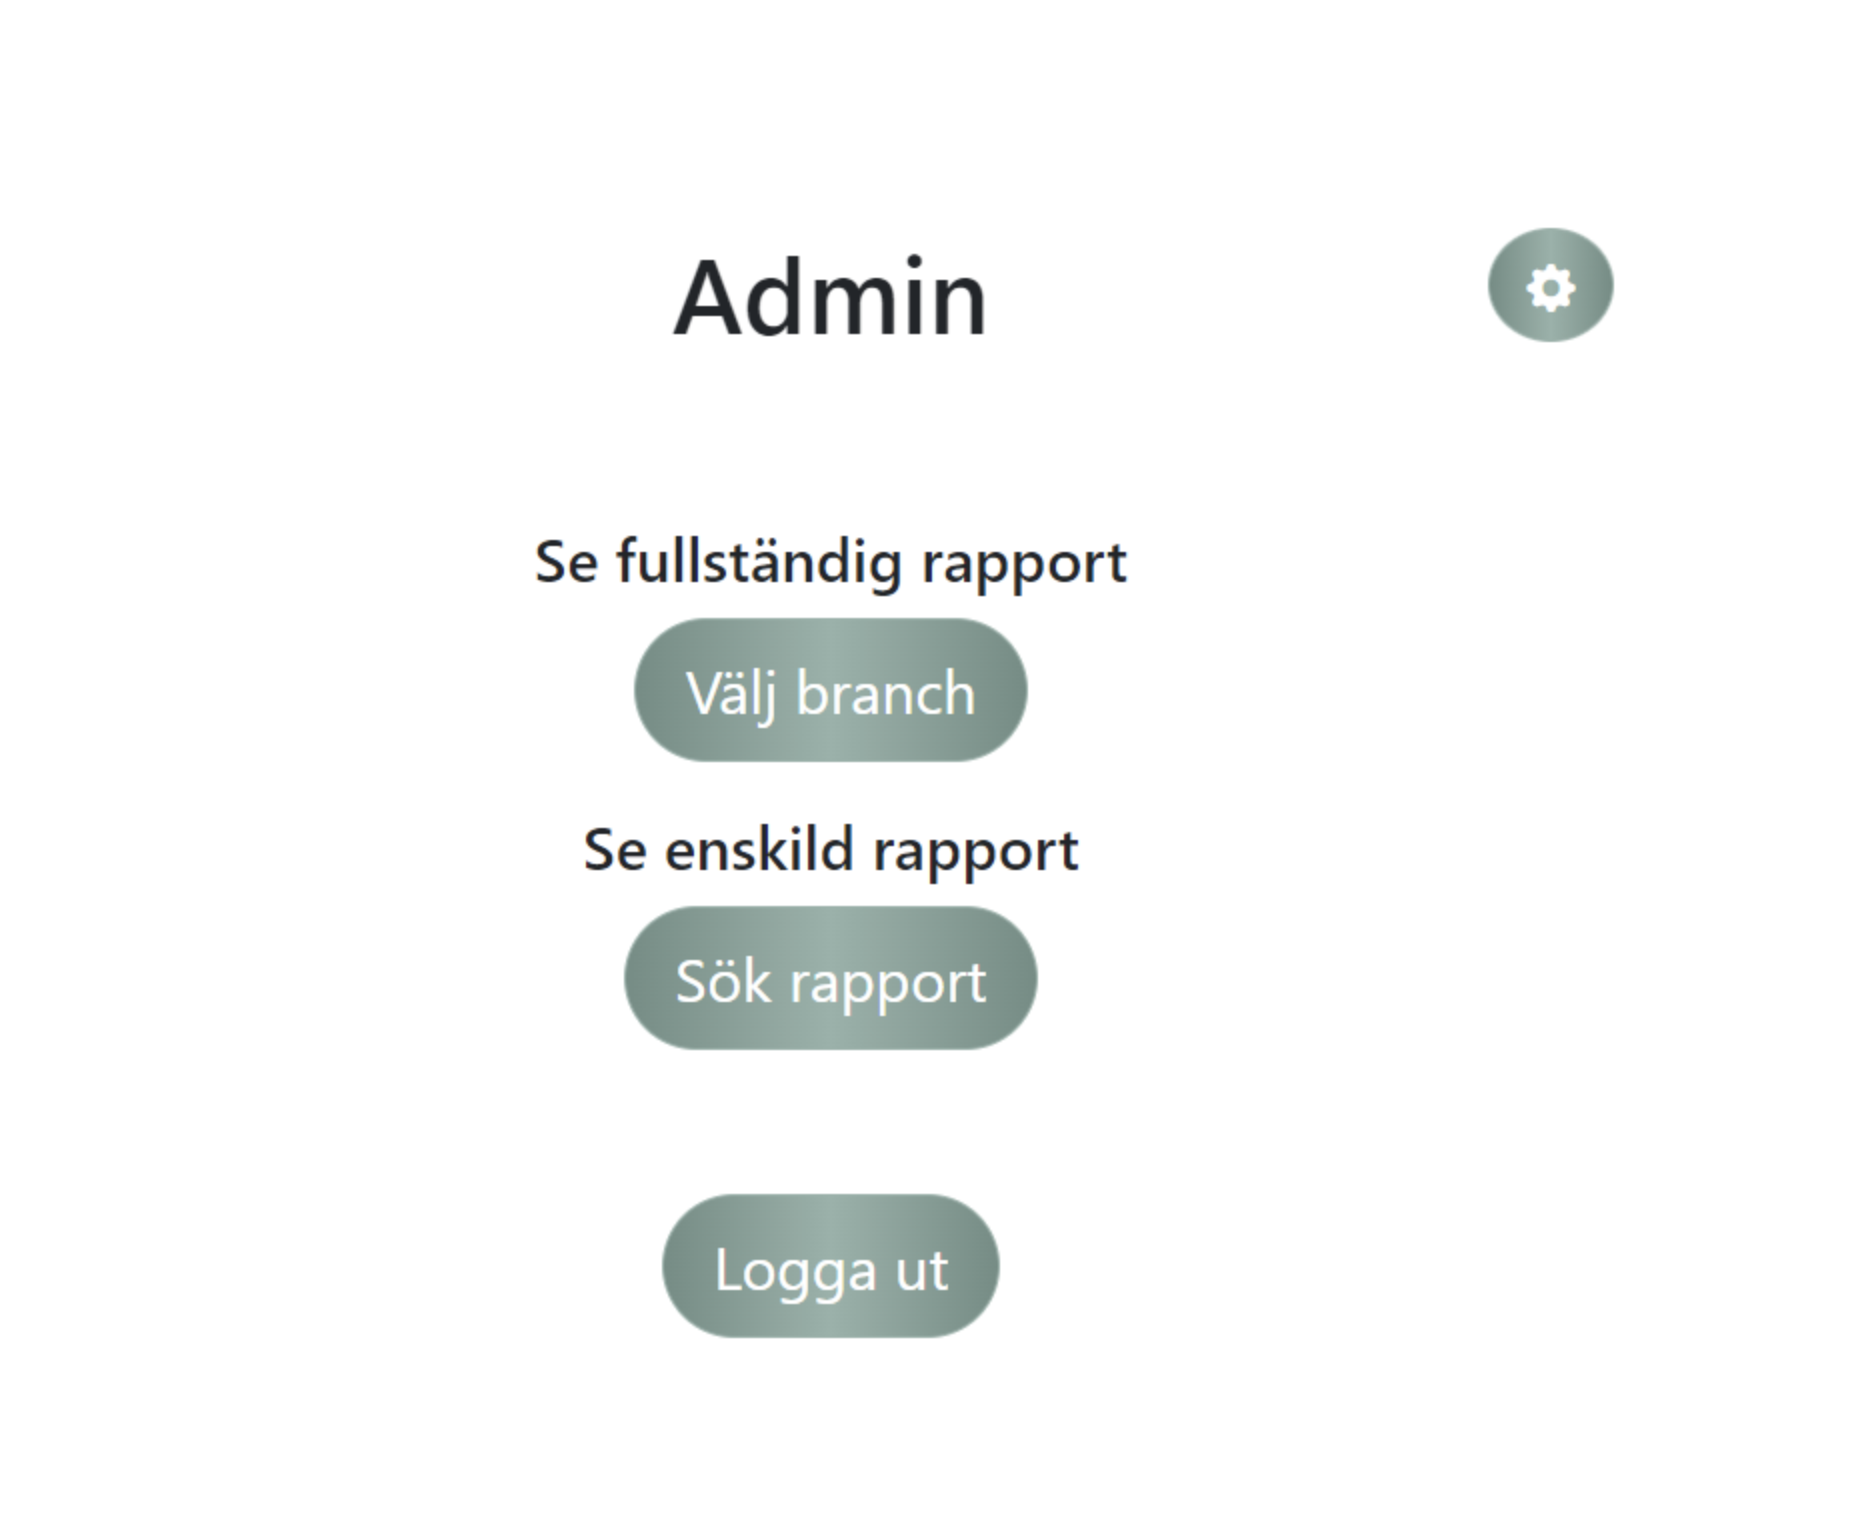 Admin
Se fullständig rapport
Välj branch
Se enskild rapport
Sök rapport
Logga ut